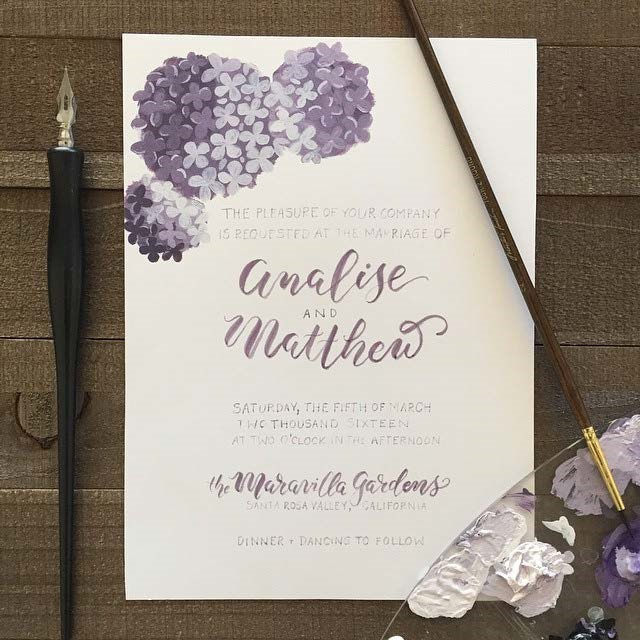 THE PLEASURE OF YOUR COMPANY
IS REQUESTED AT THE MARRIAGE OF
Analise
AND
Matthew
SATURDAY, THE FIFTH OF MARCH
TWO THOUSAND SIXTEEN
AT TWO O'CLOCK IN THE AFTERNOON
the Maravilla Gardens
SANTA ROSA VALLEY, CALIFORNIA
DINNER + DANCING TO FOLLOW